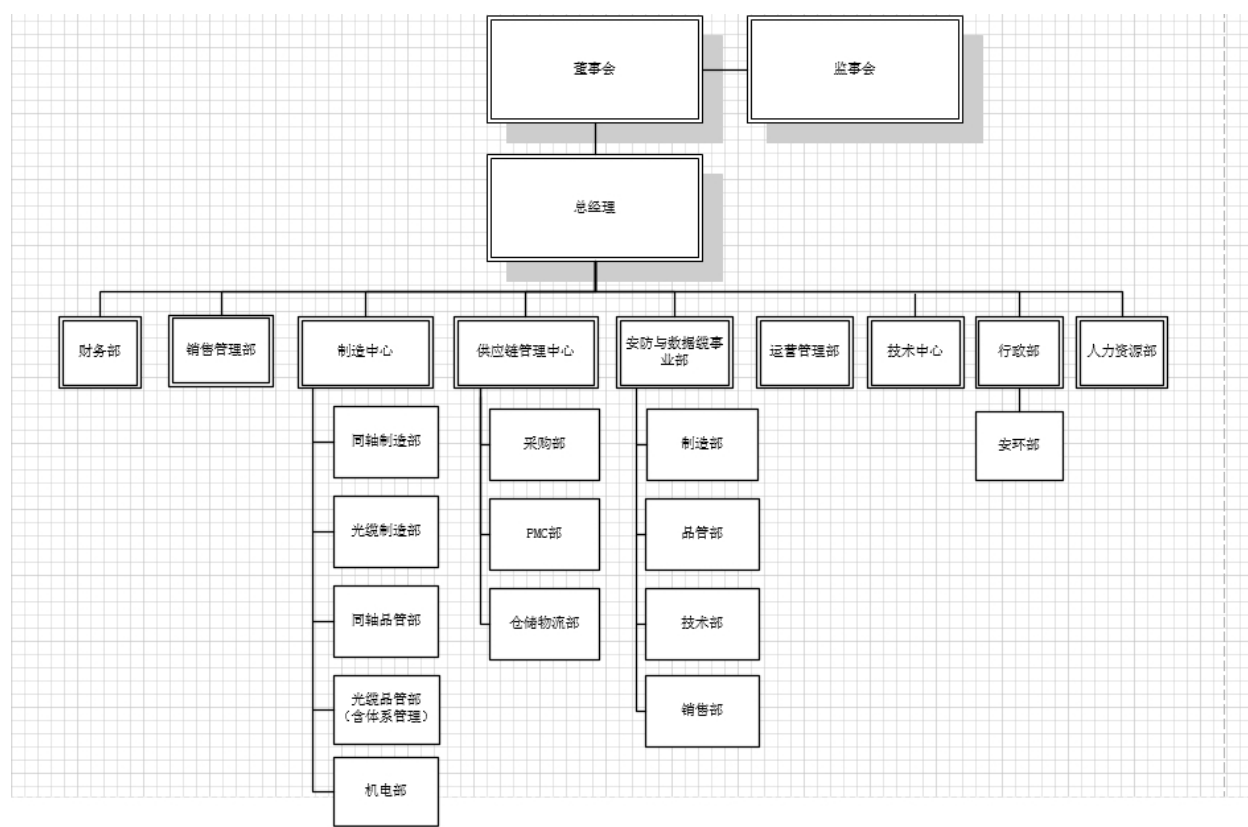 董事会
监事会
总经理
财务部
销售管理部
制造中心
供应链管理中心
安防与数据缆事
业部
运营管理部
技术中心
行政部
人力资源部
同轴制造部
采购部
制造部
安环部
光缆制造部
PMC部
品管部
同轴品管部
仓储物流部
技术部
光缆品管部
（含体系管理）
销售部
机电部